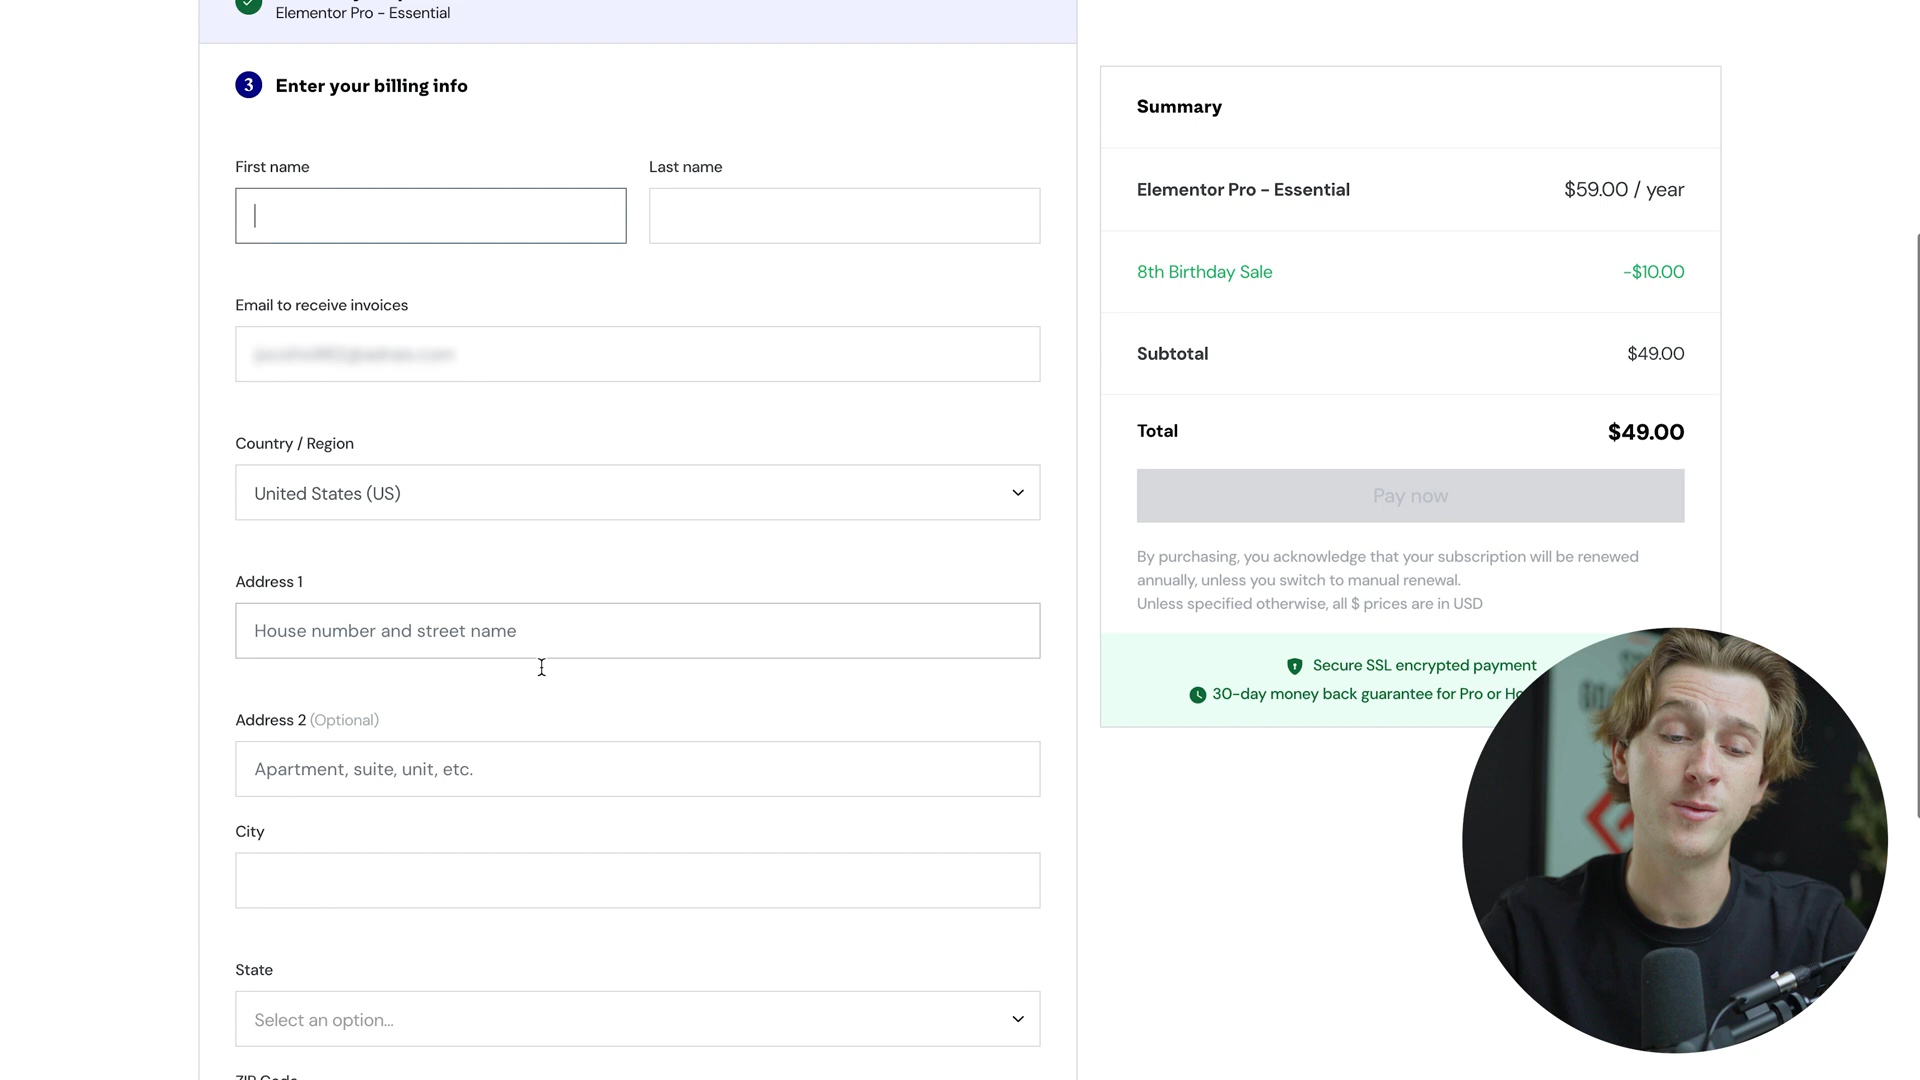 Elementor Pro – Essential
3 Enter your billing info
First name
Last name
Email to receive invoices
Country / Region
United States (US)
Address 1
House number and street name
Address 2 (Optional)
Apartment, suite, unit, etc.
City
State
Select an option...
ZIP Code
Summary
Elementor Pro – Essential $59.00 / year
8th Birthday Sale -$10.00
Subtotal $49.00
Total $49.00
Pay now
By purchasing, you acknowledge that your subscription will be renewed
annually, unless you switch to manual renewal.
Unless specified otherwise, all $ prices are in USD
Secure SSL encrypted payment
30-day money back guarantee for Pro or